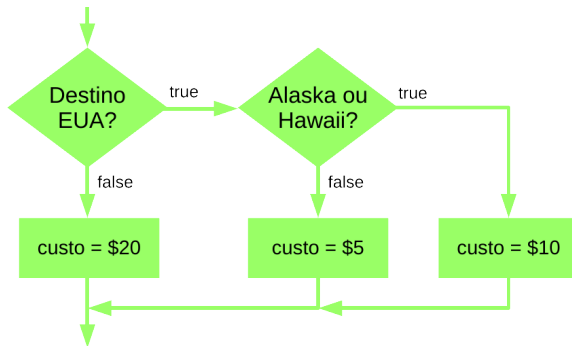 Destino
EUA?
true
Alaska ou
Hawaii?
true
false
false
custo = $20
custo = $5
custo = $10